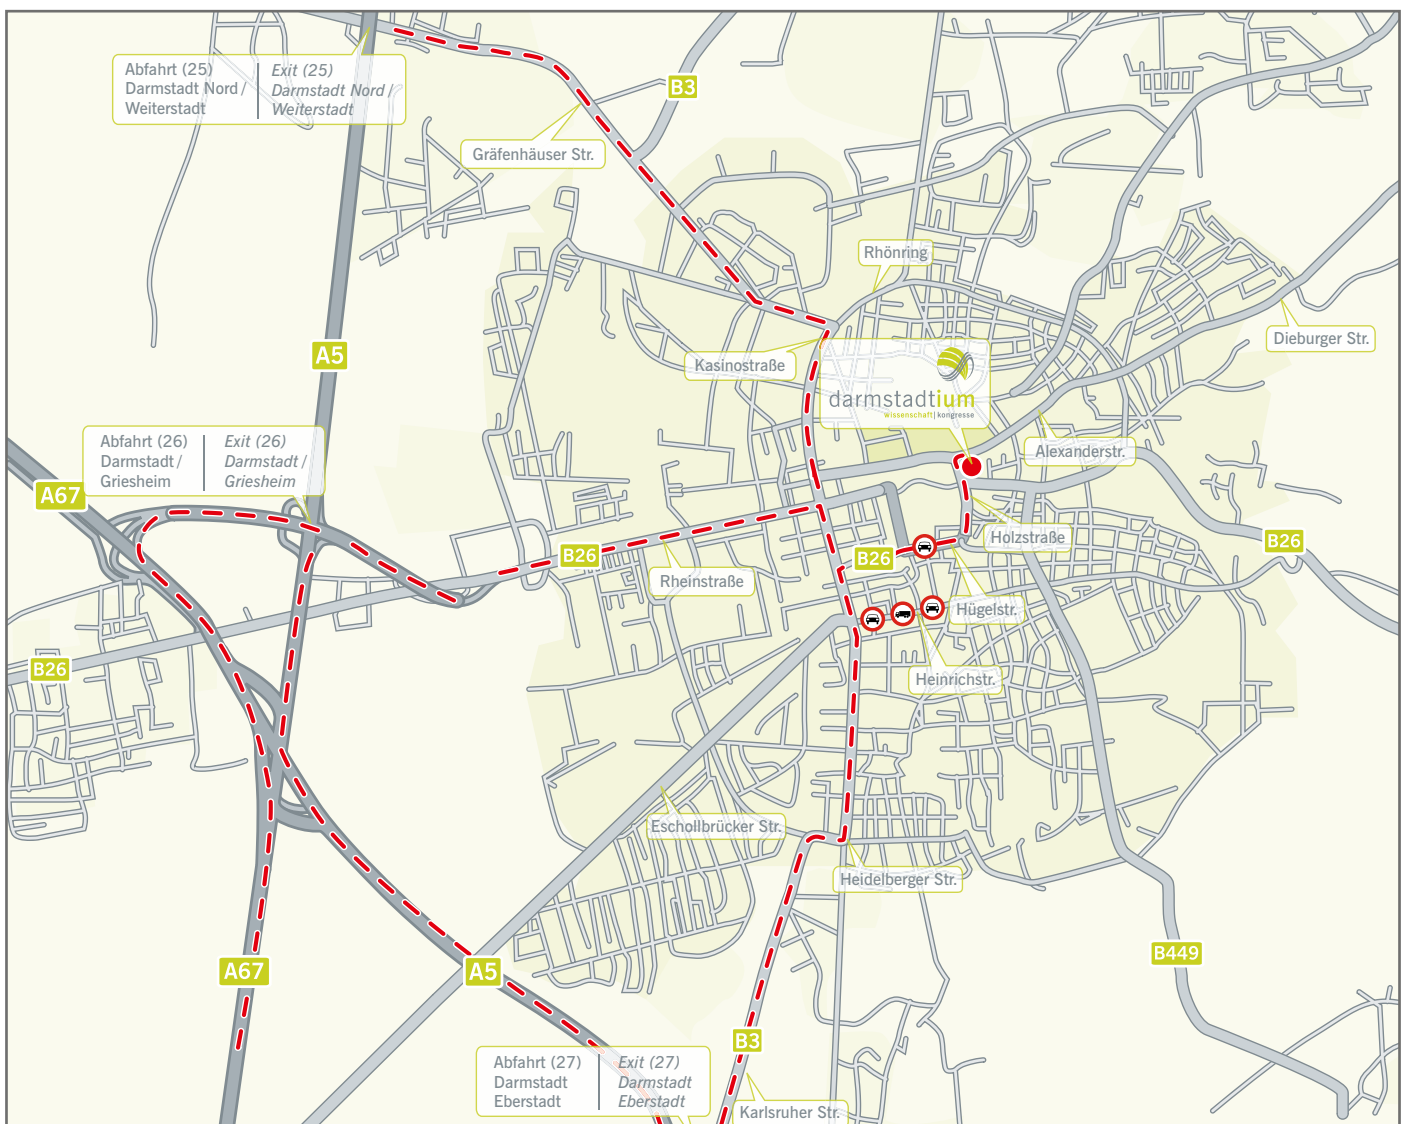 Abfahrt (25)
Darmstadt Nord /
Weiterstadt
Exit (25)
Darmstadt Nord /
Weiterstadt
B3
Gräfenhäuser Str.
Rhönring
A5
Kasinostraße
Dieburger Str.
darmstadtium
wissenschaft | kongresse
Abfahrt (26)
Darmstadt /
Griesheim
Exit (26)
Darmstadt /
Griesheim
Alexanderstr.
A67
Holzstraße
B26
B26
B26
Rheinstraße
Hügelstr.
B26
Heinrichstr.
Eschollbrücker Str.
Heidelberger Str.
B449
A67
A5
B3
Abfahrt (27)
Darmstadt
Eberstadt
Exit (27)
Darmstadt
Eberstadt
Karlsruher Str.